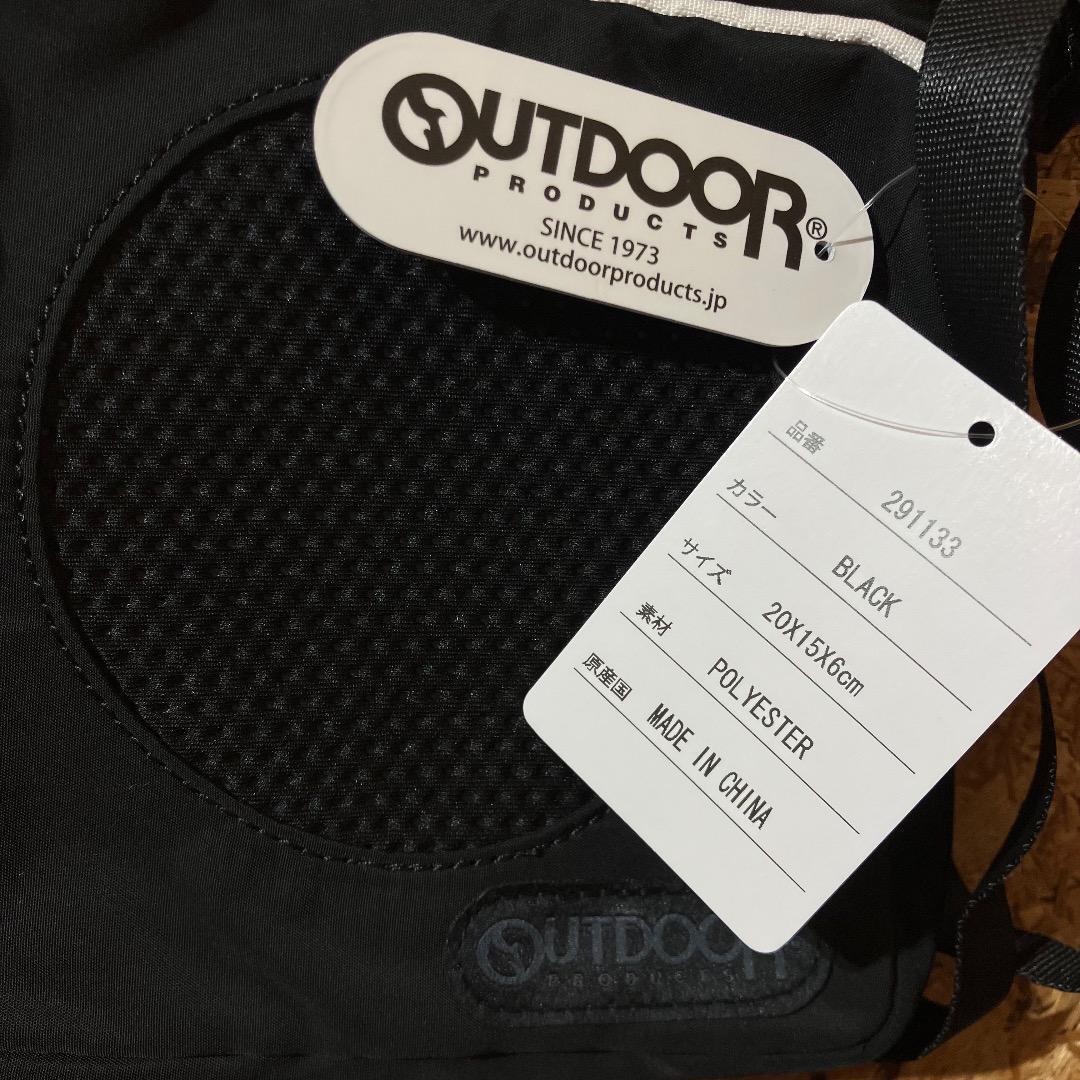 OUTDOOR®
PRODUCTS
SINCE 1973
www.outdoorproducts.jp
品番 291133
カラー BLACK
サイズ 20X15X6cm
素材 POLYESTER
原産国 MADE IN CHINA
OUTDOOR
PRODUCTS